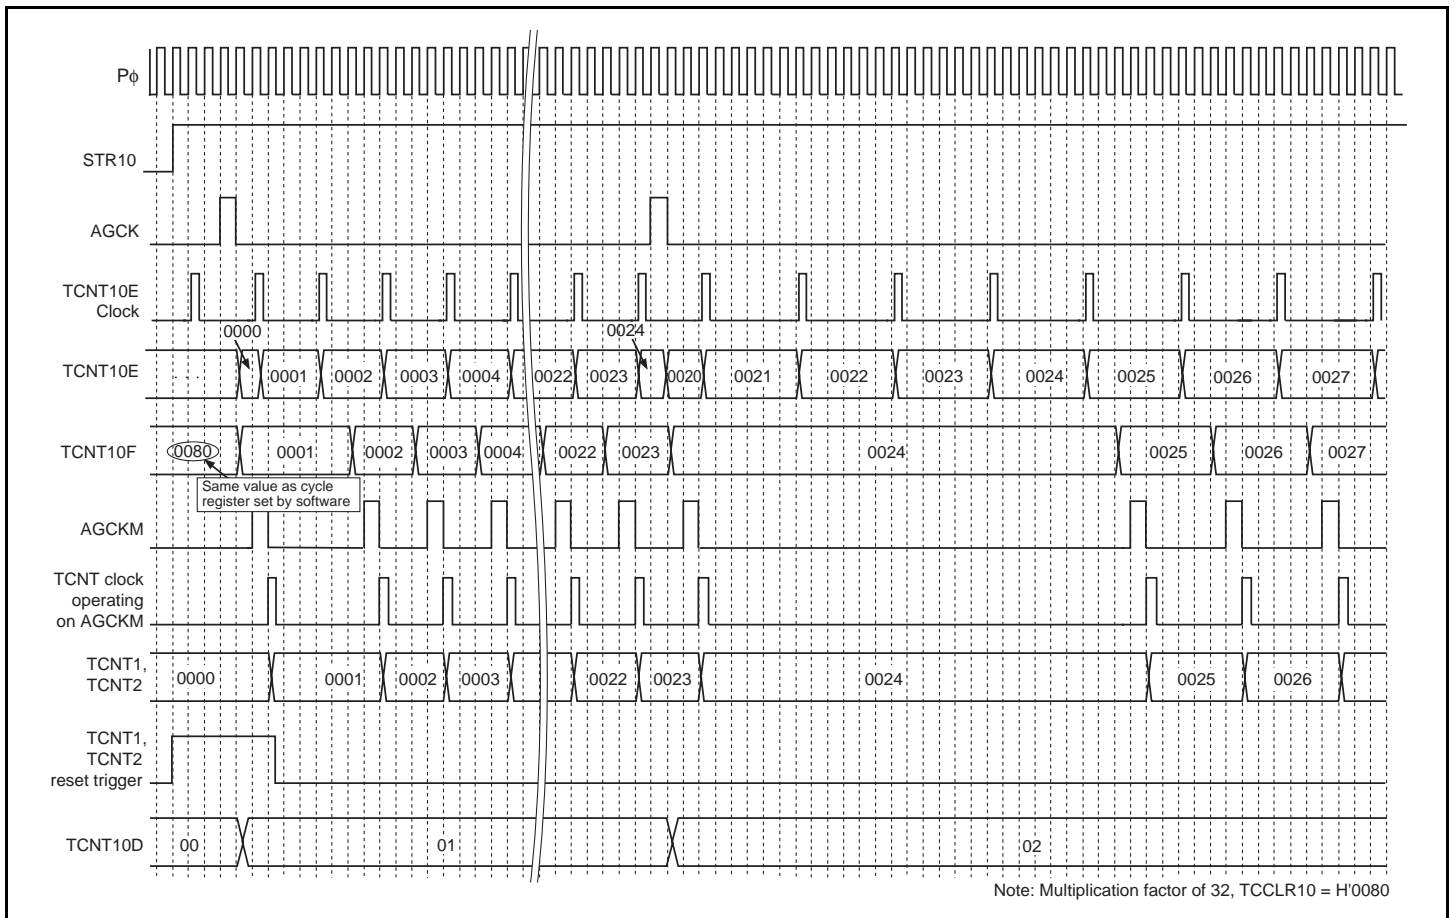 Pϕ
STR10
AGCK
TCNT10E
Clock
0000
0024
TCNT10E
. . . 0001 0002 0003 0004 0022 0023 0020 0021 0022 0023 0024 0025 0026 0027
TCNT10F
0080 0001 0002 0003 0004 0022 0023 0024 0025 0026 0027
Same value as cycle
register set by software
AGCKM
TCNT clock
operating
on AGCKM
TCNT1,
TCNT2
0000 0001 0002 0003 0022 0023 0024 0025 0026
TCNT1,
TCNT2
reset trigger
TCNT10D
00 01 02
Note: Multiplication factor of 32, TCCLR10 = H'0080